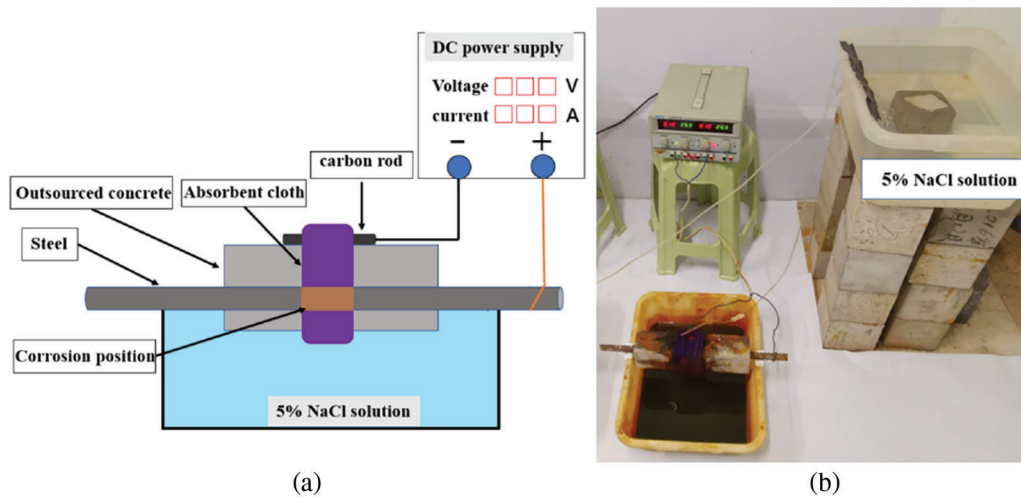 DC power supply
Voltage V
current A
- +
carbon rod
Outsourced concrete
Absorbent cloth
Steel
Corrosion position
5% NaCl solution
5% NaCl solution
(a)
(b)